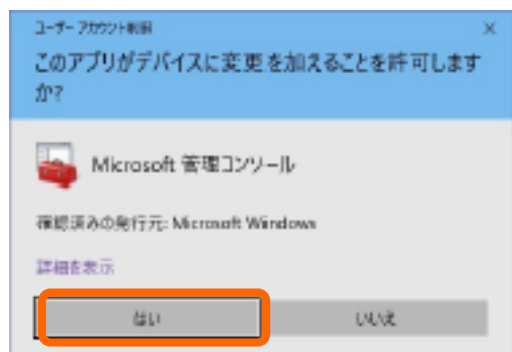 ユーザー アカウント制御
このアプリがデバイスに変更を加えることを許可します
か?
Microsoft 管理コンソール
確認済みの発行元: Microsoft Windows
詳細を表示
はい
いいえ